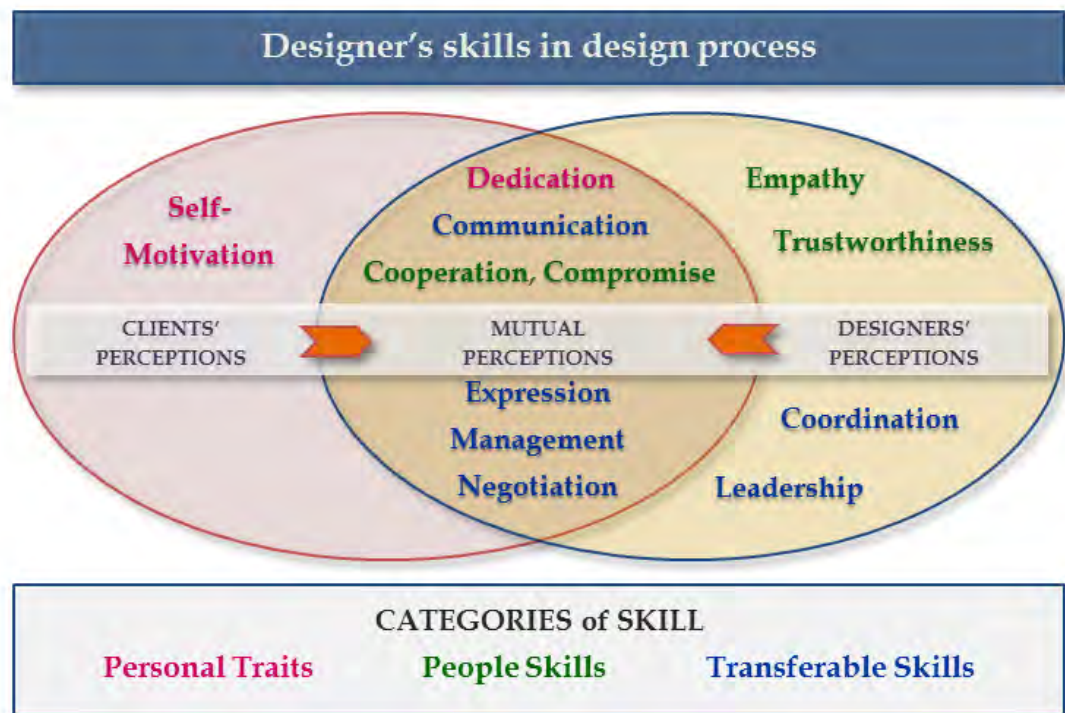 Designer’s skills in design process
Self-
Motivation
Dedication
Communication
Cooperation, Compromise
Empathy
Trustworthiness
CLIENTS‘
PERCEPTIONS
MUTUAL
PERCEPTIONS
DESIGNERS’
PERCEPTIONS
Expression
Management
Negotiation
Coordination
Leadership
CATEGORIES of SKILL
Personal Traits People Skills Transferable Skills